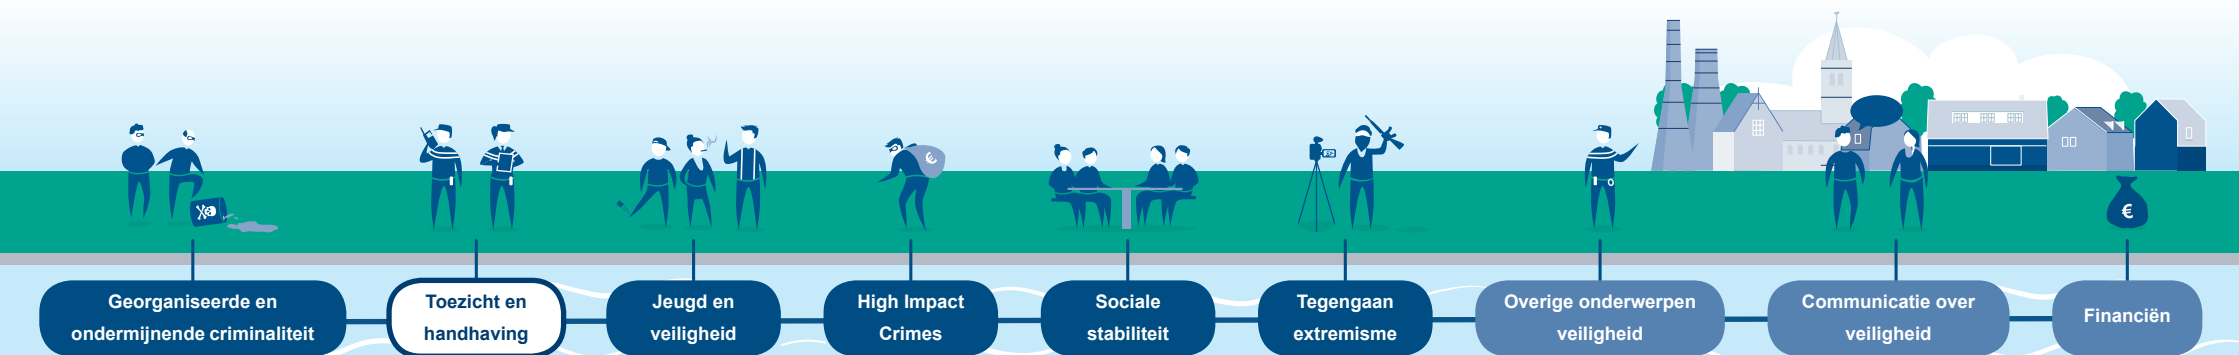 €
€
Georganiseerde en
ondermijnende criminaliteit
Toezicht en
handhaving
Jeugd en
veiligheid
High Impact
Crimes
Sociale
stabiliteit
Tegengaan
extremisme
Overige onderwerpen
veiligheid
Communicatie over
veiligheid
Financiën